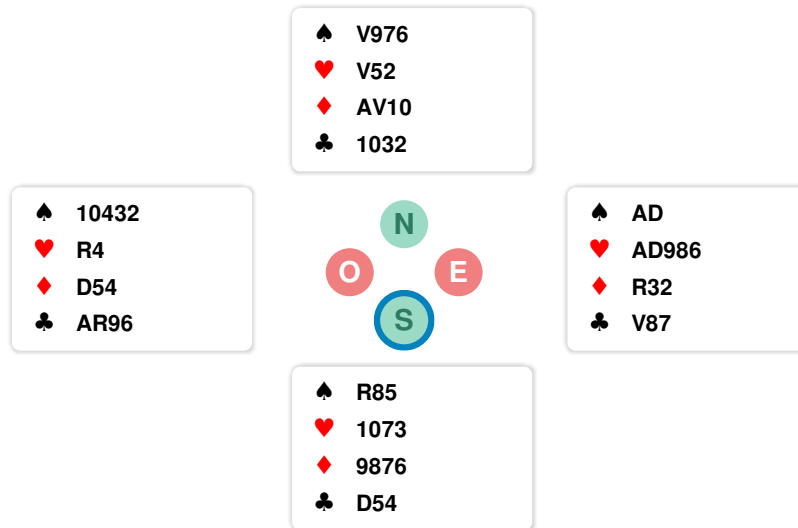 ♠ V976
♥ V52
♦ AV10
♣ 1032
♠ 10432
♥ R4
♦ D54
♣ AR96
N
O E
S
♠ AD
♥ AD986
♦ R32
♣ V87
♠ R85
♥ 1073
♦ 9876
♣ D54